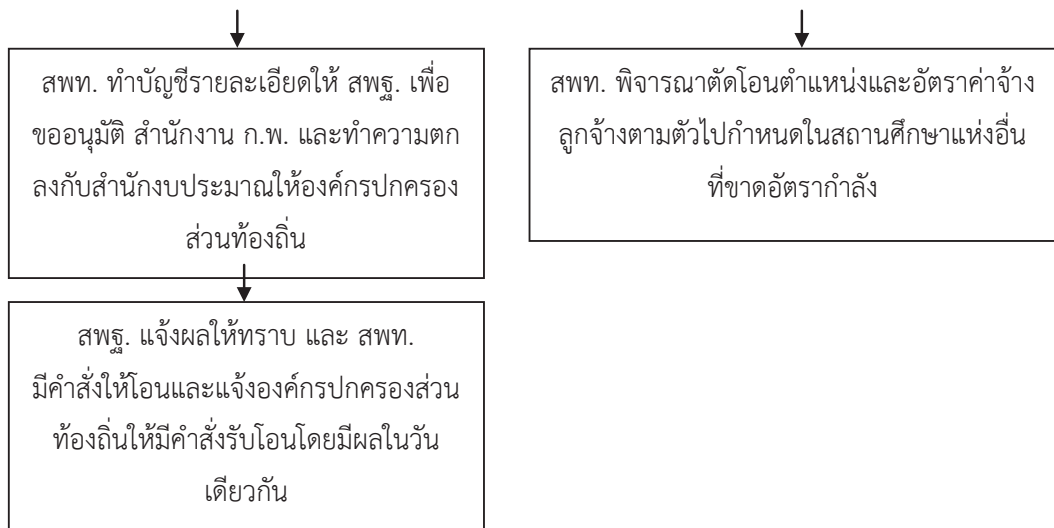 สพท. ทำบัญชีรายละเอียดให้ สพฐ. เพื่อ
ขออนุมัติ สำนักงาน ก.พ. และทำความตก
ลงกับสำนักงบประมาณให้องค์กรปกครอง
ส่วนท้องถิ่น
สพฐ. แจ้งผลให้ทราบ และ สพท.
มีคำสั่งให้โอนและแจ้งองค์กรปกครองส่วน
ท้องถิ่นให้มีคำสั่งรับโอนโดยมีผลในวัน
เดียวกัน
สพท. พิจารณาตัดโอนตำแหน่งและอัตราค่าจ้าง
ลูกจ้างตามตัวไปกำหนดในสถานศึกษาแห่งอื่น
ที่ขาดอัตรากำลัง